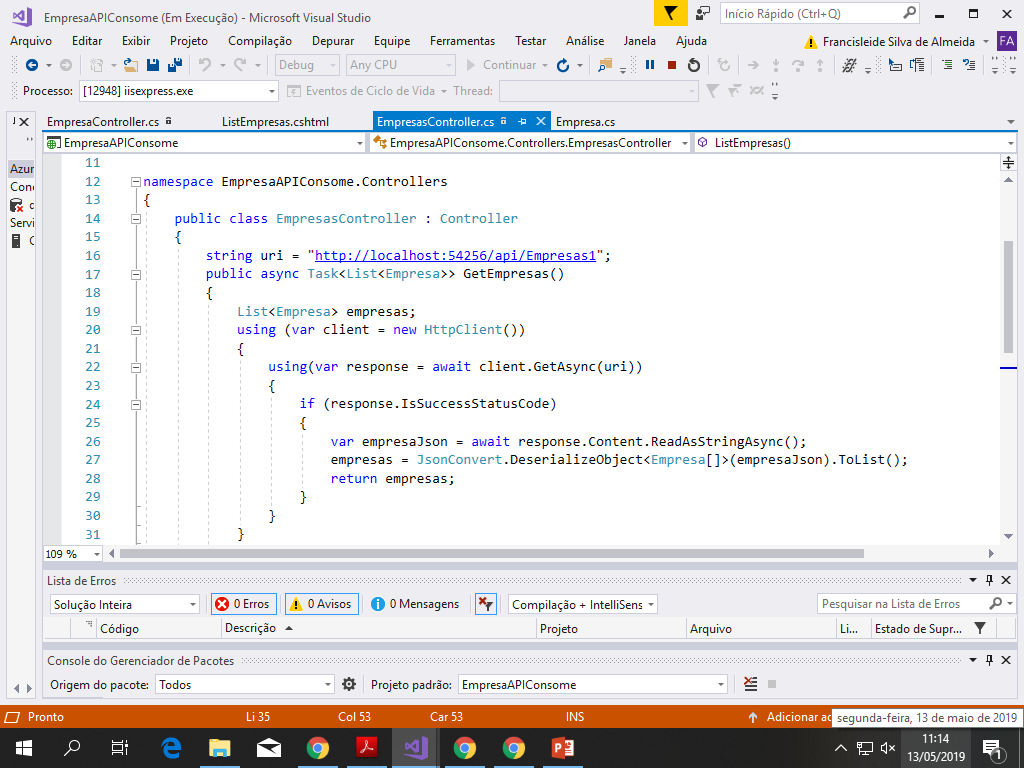 EmpresaAPIConsome (Em Execução) - Microsoft Visual Studio
Início Rápido (Ctrl+Q)
Arquivo Editar Exibir Projeto Compilação Depurar Equipe Ferramentas Testar Análise Janela Ajuda
Francisleide Silva de Almeida FA
Debug Any CPU Continuar
Processo: [12948] iisexpress.exe Eventos de Ciclo de Vida Thread:
EmpresaController.cs ListEmpresas.cshtml EmpresasController.cs Empresa.cs
EmpresaAPIConsome EmpresaAPIConsome.Controllers.EmpresasController ListEmpresas()
Azur
Con
Servi
11
12 namespace EmpresaAPIConsome.Controllers
13 {
14 public class EmpresasController : Controller
15 {
16 string uri = "http://localhost:54256/api/Empresas1";
17 public async Task<List<Empresa>> GetEmpresas()
18 {
19 List<Empresa> empresas;
20 using (var client = new HttpClient())
21 {
22 using(var response = await client.GetAsync(uri))
23 {
24 if (response.IsSuccessStatusCode)
25 {
26 var empresaJson = await response.Content.ReadAsStringAsync();
27 empresas = JsonConvert.DeserializeObject<Empresa[]>(empresaJson).ToList();
28 return empresas;
29 }
30 }
31 }
109 %
Lista de Erros
Solução Inteira 0 Erros 0 Avisos 0 Mensagens Compilação + IntelliSens Pesquisar na Lista de Erros
Código Descrição Projeto Arquivo Li... Estado de Supr...
Console do Gerenciador de Pacotes
Origem do pacote: Todos Projeto padrão: EmpresaAPIConsome
Pronto Li 35 Col 53 Car 53 INS Adicionar ao
segunda-feira, 13 de maio de 2019
11:14
13/05/2019
1